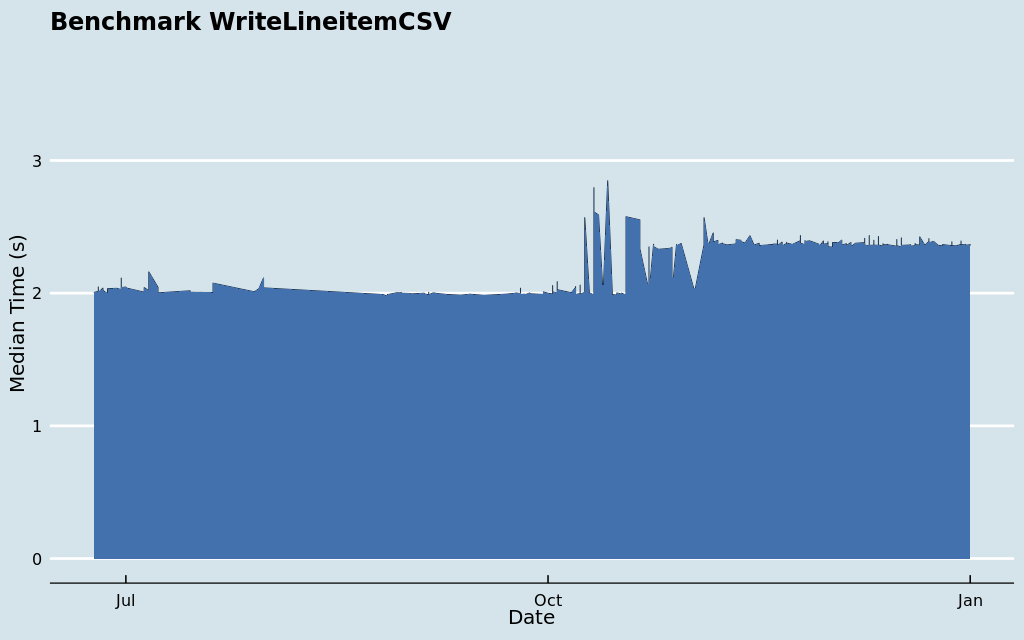 Benchmark WriteLineitemCSV
Median Time (s)
3
2
1
0
Jul
Oct
Jan
Date